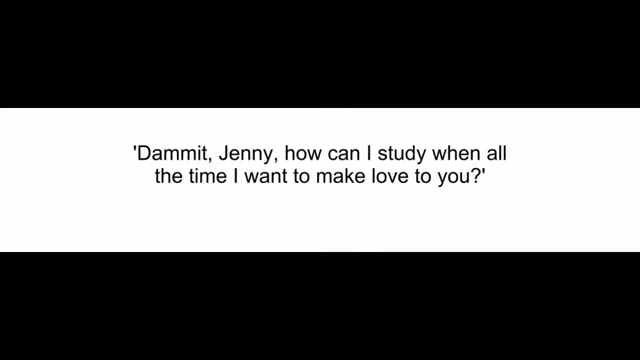 'Dammit, Jenny, how can I study when all
the time I want to make love to you?'